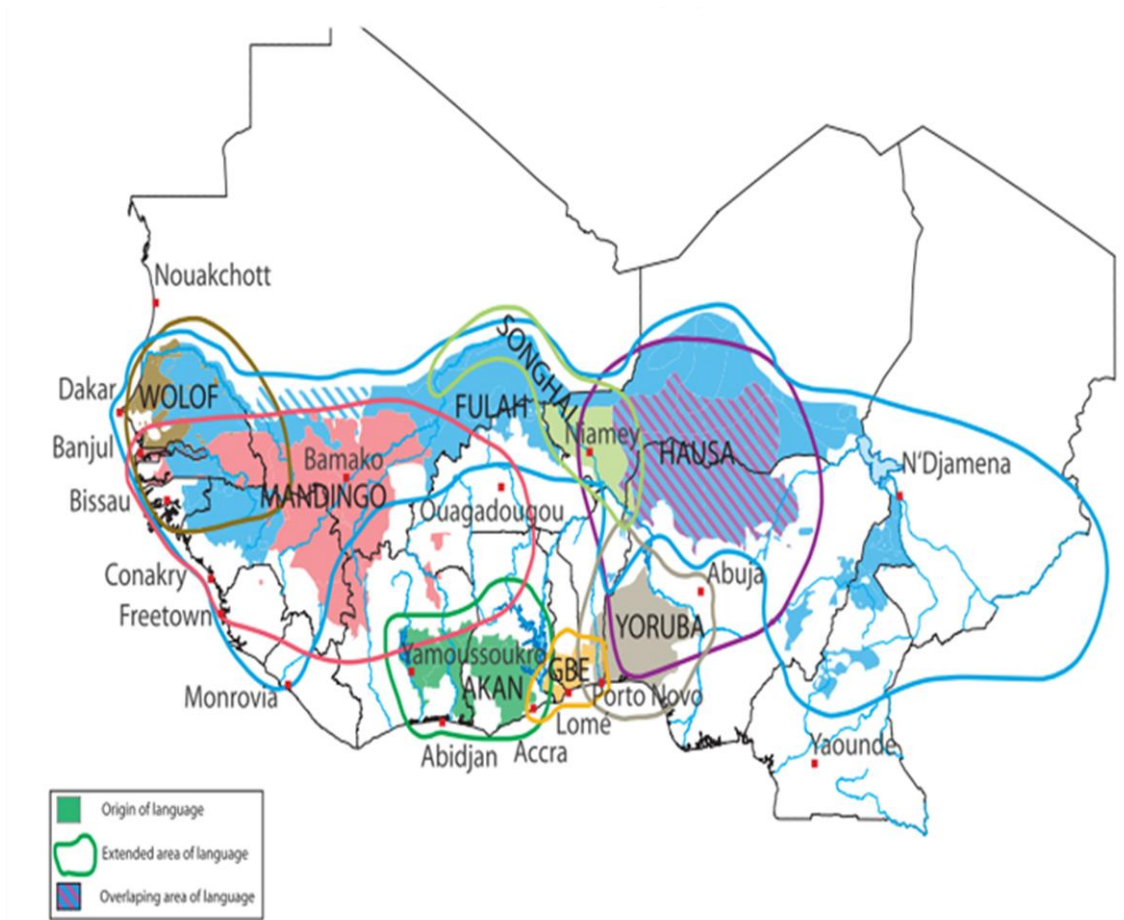 Nouakchott
SONGHAI
Dakar
WOLOF
FULAH
Banjul
Niamey
HAUSA
Bamako
N'Djamena
MANDINGO
Bissau
Ouagadougou
Conakry
Abuja
Freetown
YORUBA
Yamoussoukro
GBE
AKAN
Monrovia
Porto Novo
Lome
Abidjan
Accra
Yaounde
Origin of language
Extended area of language
Overlaping area of language